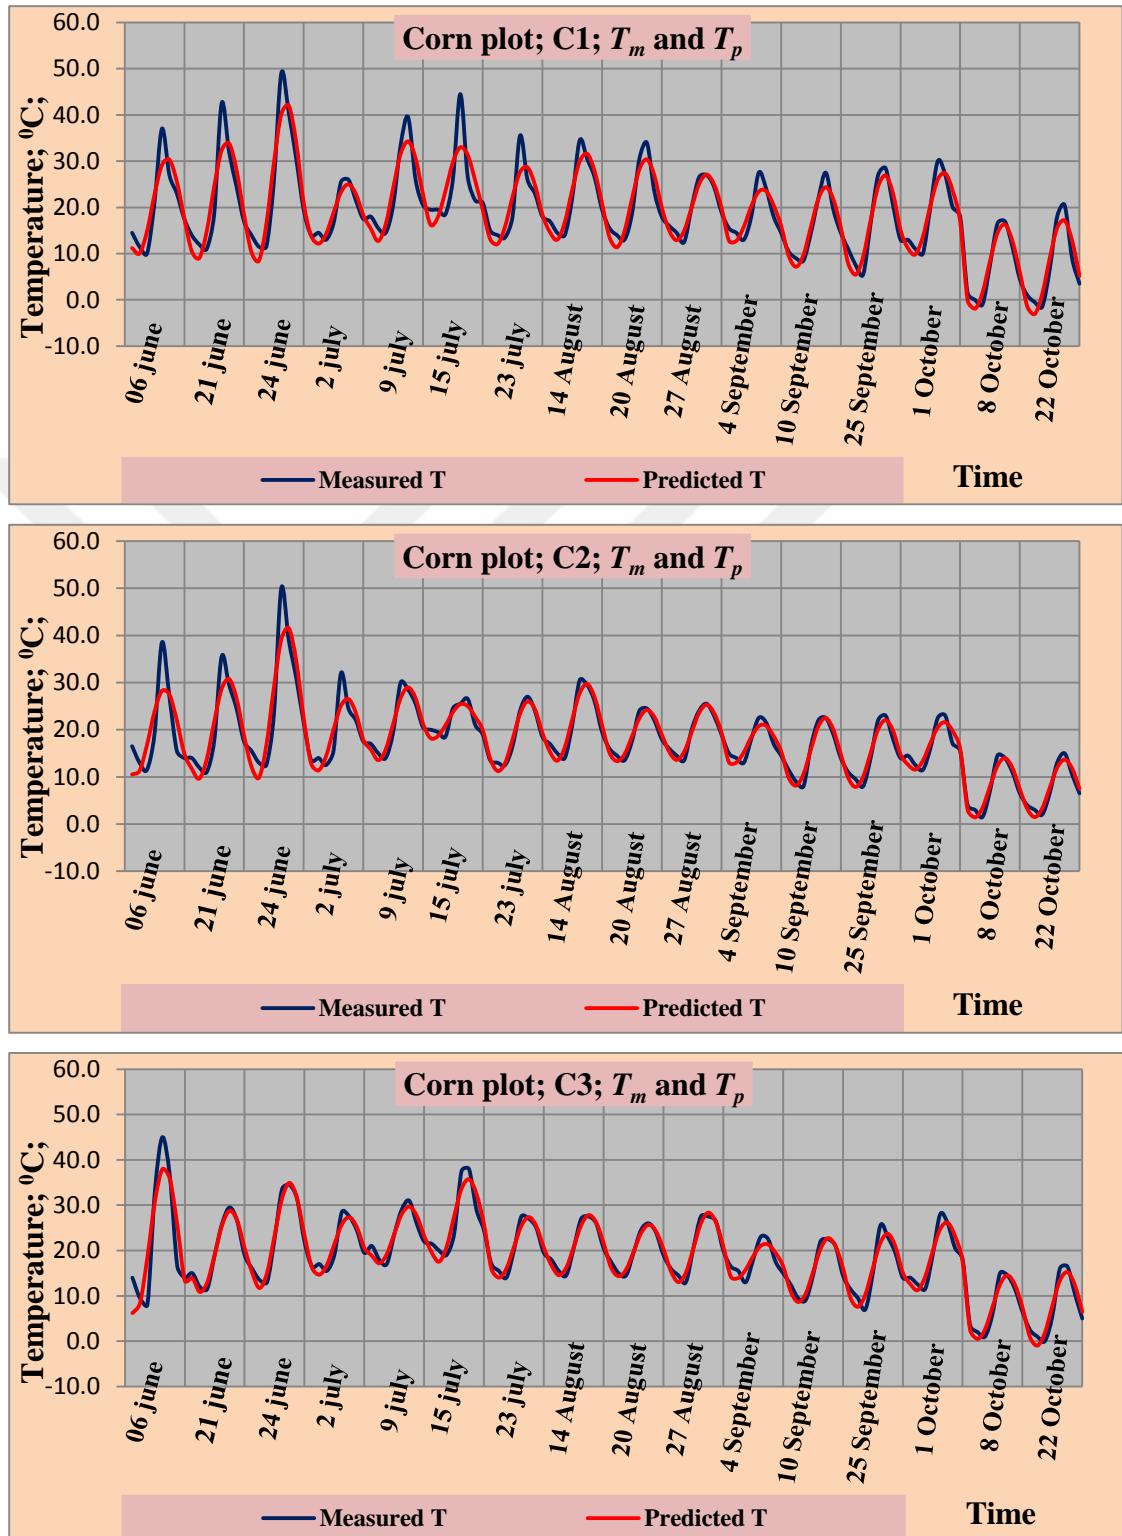 Corn plot; C1; Tm and Tp
Temperature; ⁰C;
60.0
50.0
40.0
30.0
20.0
10.0
0.0
-10.0
06 june
21 june
24 june
2 july
9 july
15 july
23 july
14 August
20 August
27 August
4 September
10 September
25 September
1 October
8 October
22 October
Measured T
Predicted T
Time
Corn plot; C2; Tm and Tp
Temperature; ⁰C;
60.0
50.0
40.0
30.0
20.0
10.0
0.0
-10.0
06 june
21 june
24 june
2 july
9 july
15 july
23 july
14 August
20 August
27 August
4 September
10 September
25 September
1 October
8 October
22 October
Measured T
Predicted T
Time
Corn plot; C3; Tm and Tp
Temperature; ⁰C;
60.0
50.0
40.0
30.0
20.0
10.0
0.0
-10.0
06 june
21 june
24 june
2 july
9 july
15 july
23 july
14 August
20 August
27 August
4 September
10 September
25 September
1 October
8 October
22 October
Measured T
Predicted T
Time